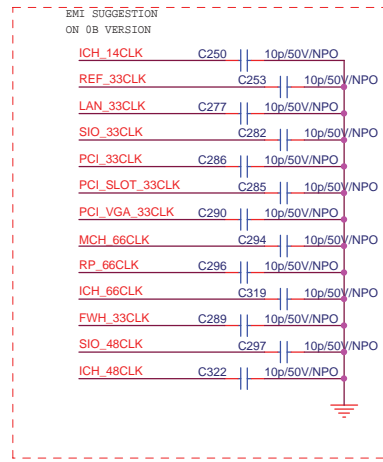 EMI SUGGESTION
ON 0B VERSION
ICH_14CLK C250 10p/50V/NPO
REF_33CLK C253 10p/50V/NPO
LAN_33CLK C277 10p/50V/NPO
SIO_33CLK C282 10p/50V/NPO
PCI_33CLK C286 10p/50V/NPO
PCI_SLOT_33CLK C285 10p/50V/NPO
PCI_VGA_33CLK C290 10p/50V/NPO
MCH_66CLK C294 10p/50V/NPO
RP_66CLK C296 10p/50V/NPO
ICH_66CLK C319 10p/50V/NPO
FWH_33CLK C289 10p/50V/NPO
SIO_48CLK C297 10p/50V/NPO
ICH_48CLK C322 10p/50V/NPO